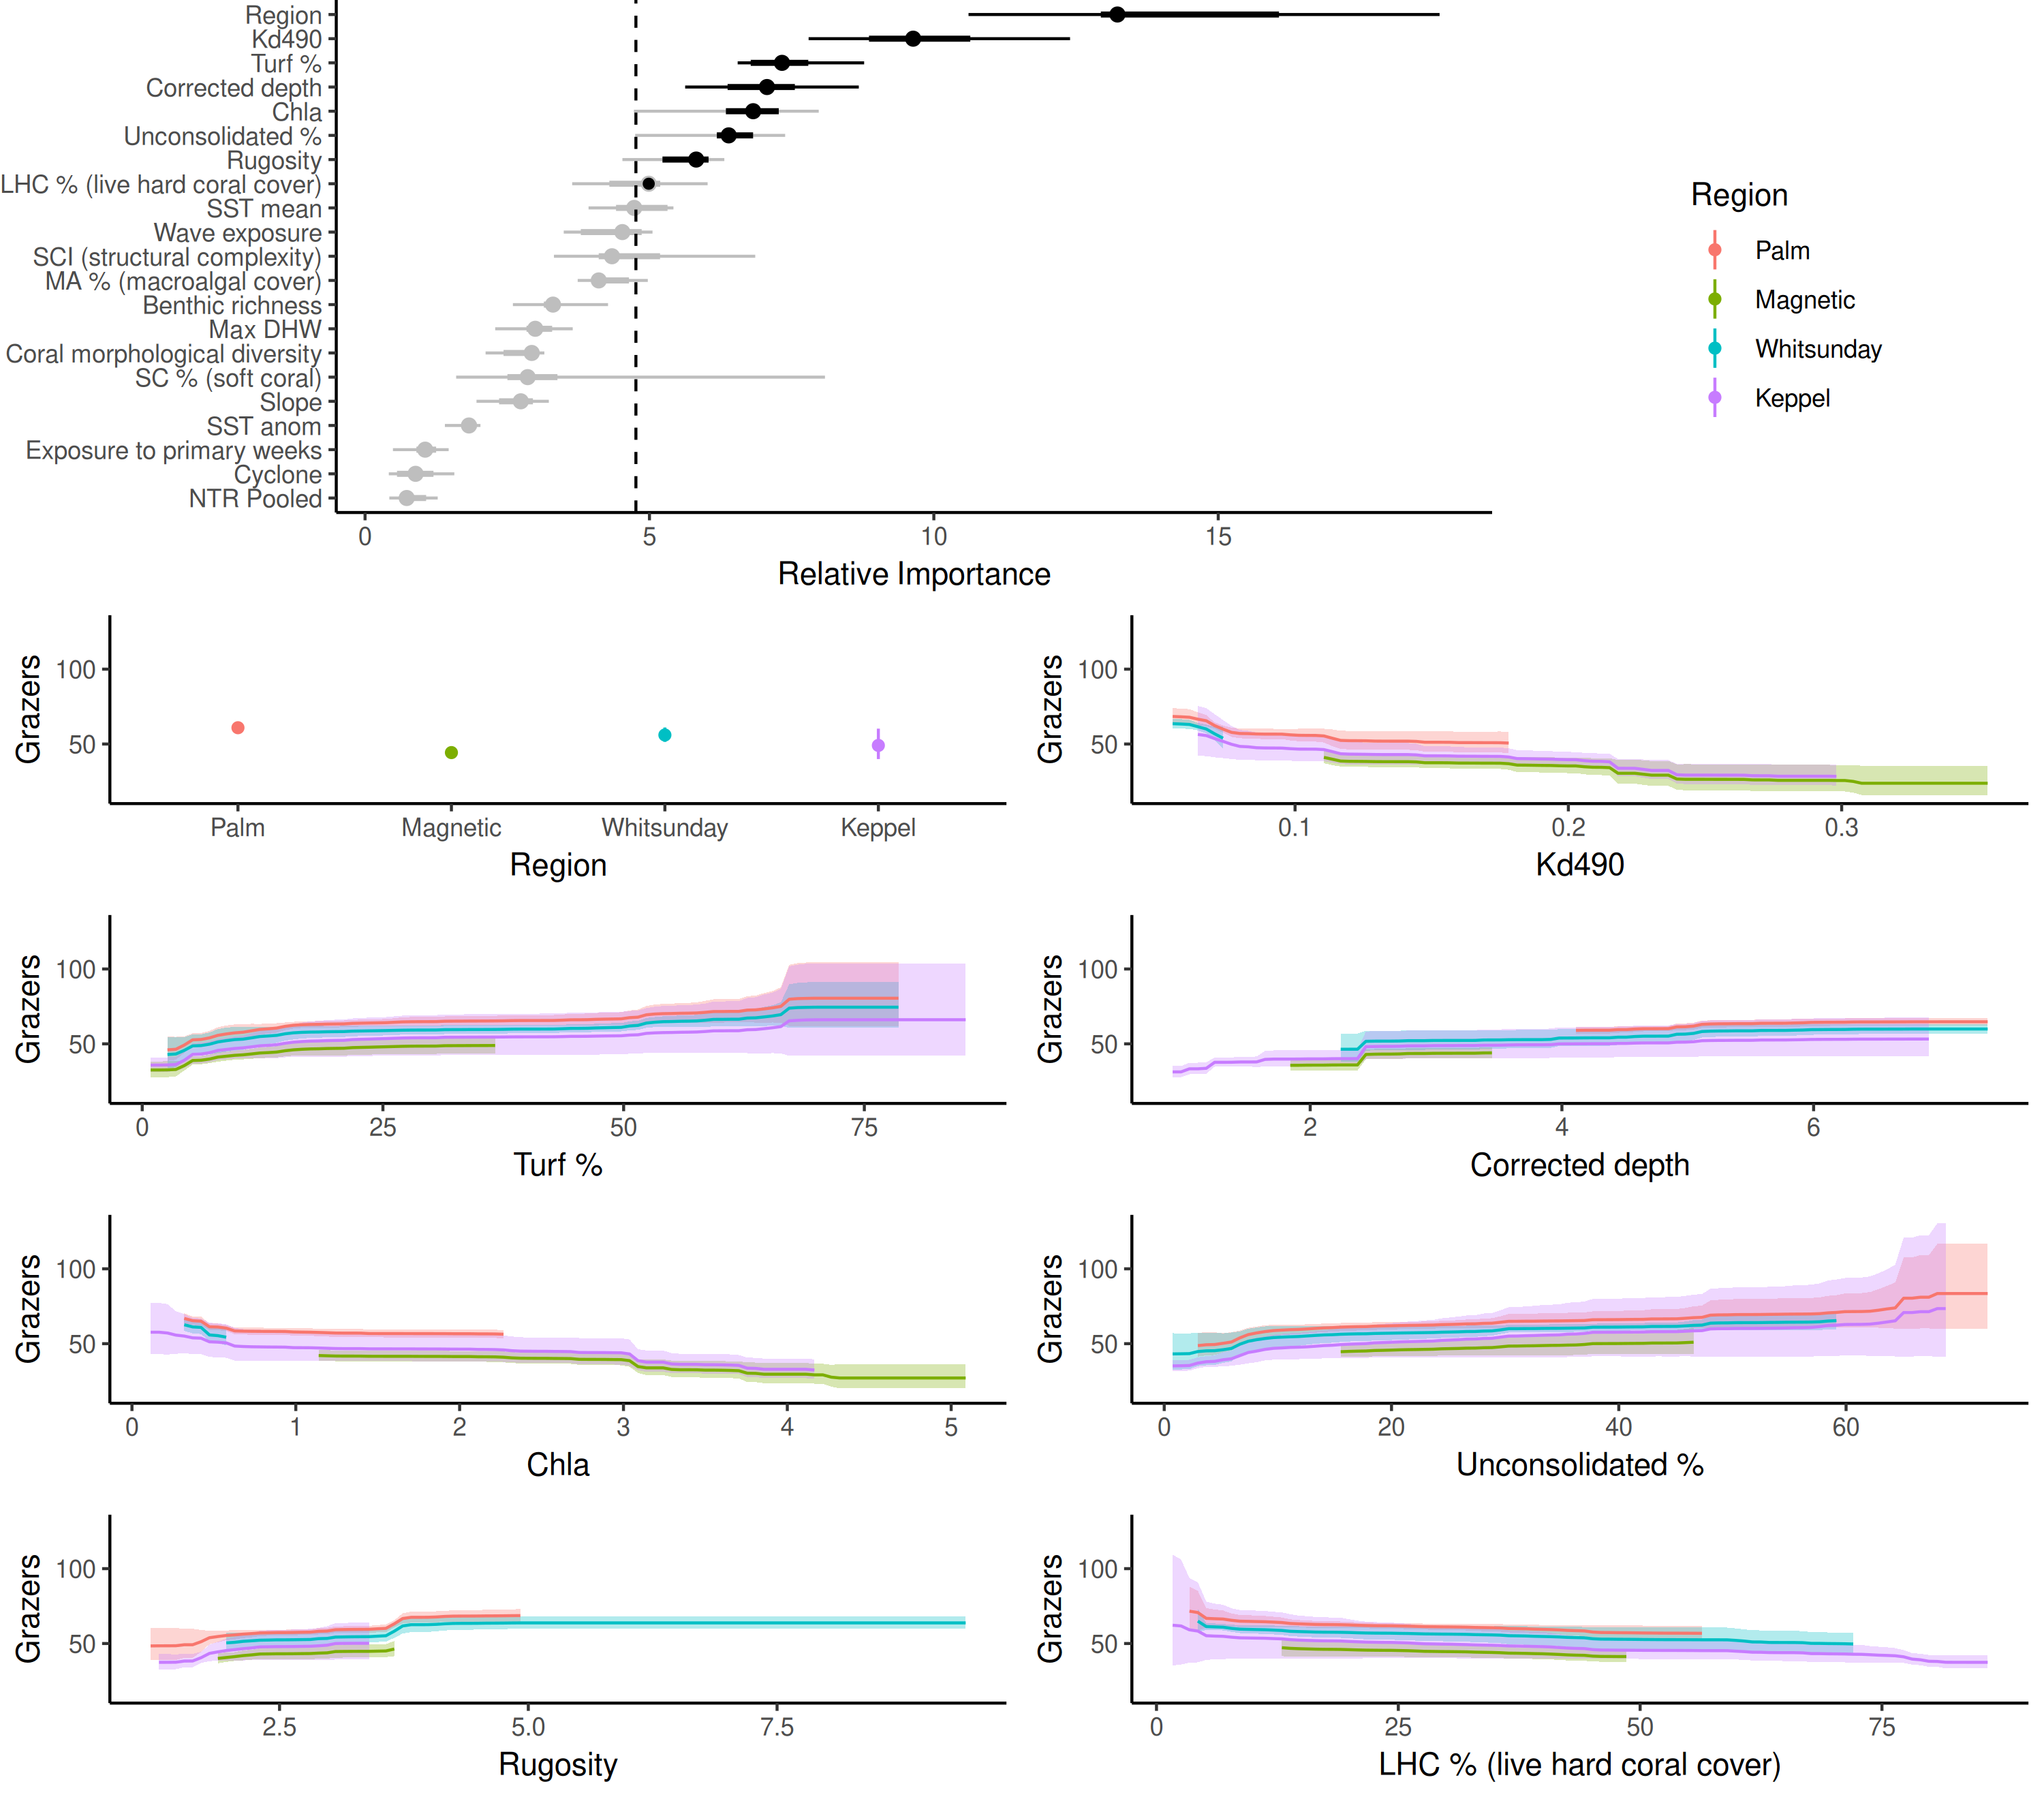 Region
Kd490
Turf %
Corrected depth
Chla
Unconsolidated %
Rugosity
LHC % (live hard coral cover)
SST mean
Wave exposure
SCI (structural complexity)
MA % (macroalgal cover)
Benthic richness
Max DHW
Coral morphological diversity
SC % (soft coral)
Slope
SST anom
Exposure to primary weeks
Cyclone
NTR Pooled
0 5 10 15
Relative Importance
Region
Palm
Magnetic
Whitsunday
Keppel
Grazers
100
50
Palm Magnetic Whitsunday Keppel
Region
Grazers
100
50
0.1 0.2 0.3
Kd490
Grazers
100
50
0 25 50 75
Turf %
Grazers
100
50
2 4 6
Corrected depth
Grazers
100
50
0 1 2 3 4 5
Chla
Grazers
100
50
0 20 40 60
Unconsolidated %
Grazers
100
50
2.5 5.0 7.5
Rugosity
Grazers
100
50
0 25 50 75
LHC % (live hard coral cover)